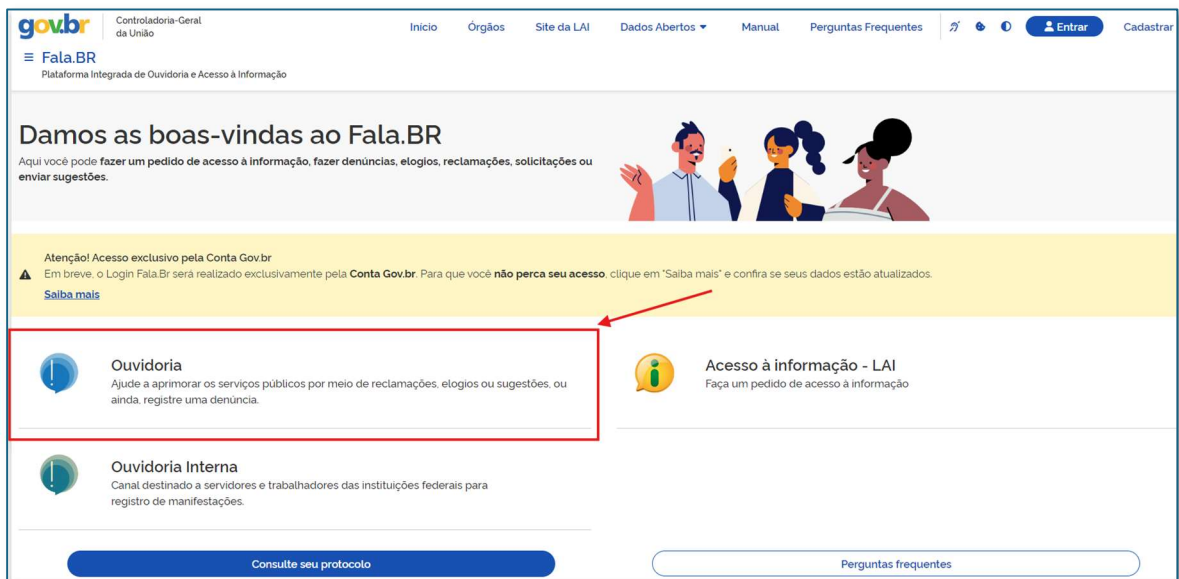 gov.br
Controladoria-Geral
da União
Início Órgãos Site da LAI Dados Abertos Manual Perguntas Frequentes Entrar Cadastrar
Fala.BR
Plataforma Integrada de Ouvidoria e Acesso à Informação
Damos as boas-vindas ao Fala.BR
Aqui você pode fazer um pedido de acesso à informação, fazer denúncias, elogios, reclamações, solicitações ou
enviar sugestões.
Atenção! Acesso exclusivo pela Conta Gov.br
Em breve, o Login Fala.Br será realizado exclusivamente pela Conta Gov.br. Para que você não perca seu acesso, clique em "Saiba mais" e confira se seus dados estão atualizados.
Saiba mais
Ouvidoria
Ajude a aprimorar os serviços públicos por meio de reclamações, elogios ou sugestões, ou
ainda, registre uma denúncia.
Acesso à informação - LAI
Faça um pedido de acesso à informação
Ouvidoria Interna
Canal destinado a servidores e trabalhadores das instituições federais para
registro de manifestações.
Consulte seu protocolo
Perguntas frequentes